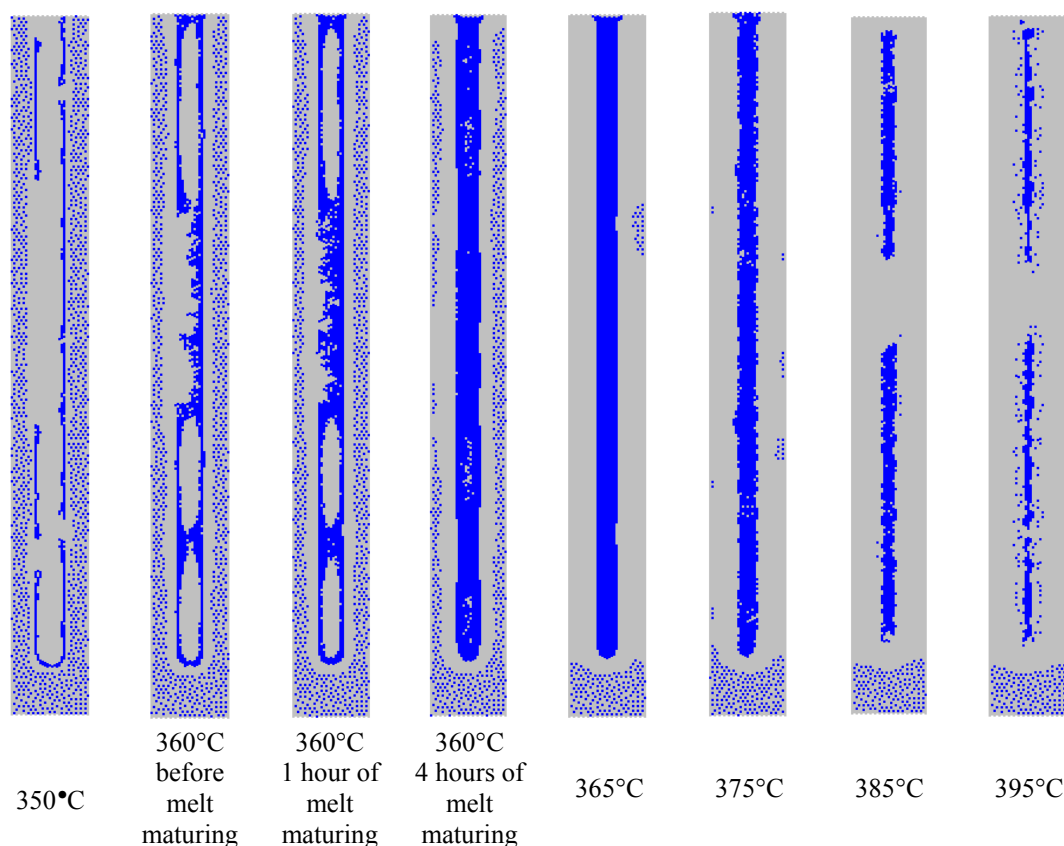 350°C
360°C
before
melt
maturing
360°C
1 hour of
melt
maturing
360°C
4 hours of
melt
maturing
365°C
375°C
385°C
395°C